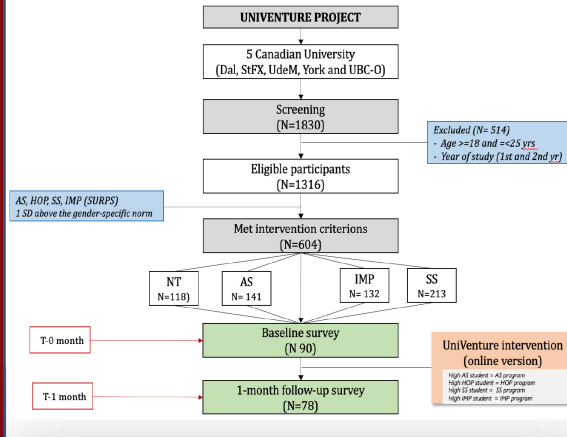 UNIVENTURE PROJECT
5 Canadian University
(Dal, StFX, UdeM, York and UBC-O)
Screening
(N=1830)
Excluded (N= 514)
- Age >=18 and =<25 yrs
- Year of study (1st and 2nd yr)
Eligible participants
(N=1316)
AS, HOP, SS, IMP (SURPS)
1 SD above the gender-specific norm
Met intervention criterions
(N=604)
NT
N=118)
AS
N= 141
IMP
N= 132
SS
N=213
Baseline survey
(N 90)
T-0 month
UniVenture intervention
(online version)
High AS student = AS program
High HOP student = HOP program
High SS student = SS program
High IMP student = IMP program
T-1 month
1-month follow-up survey
(N=78)